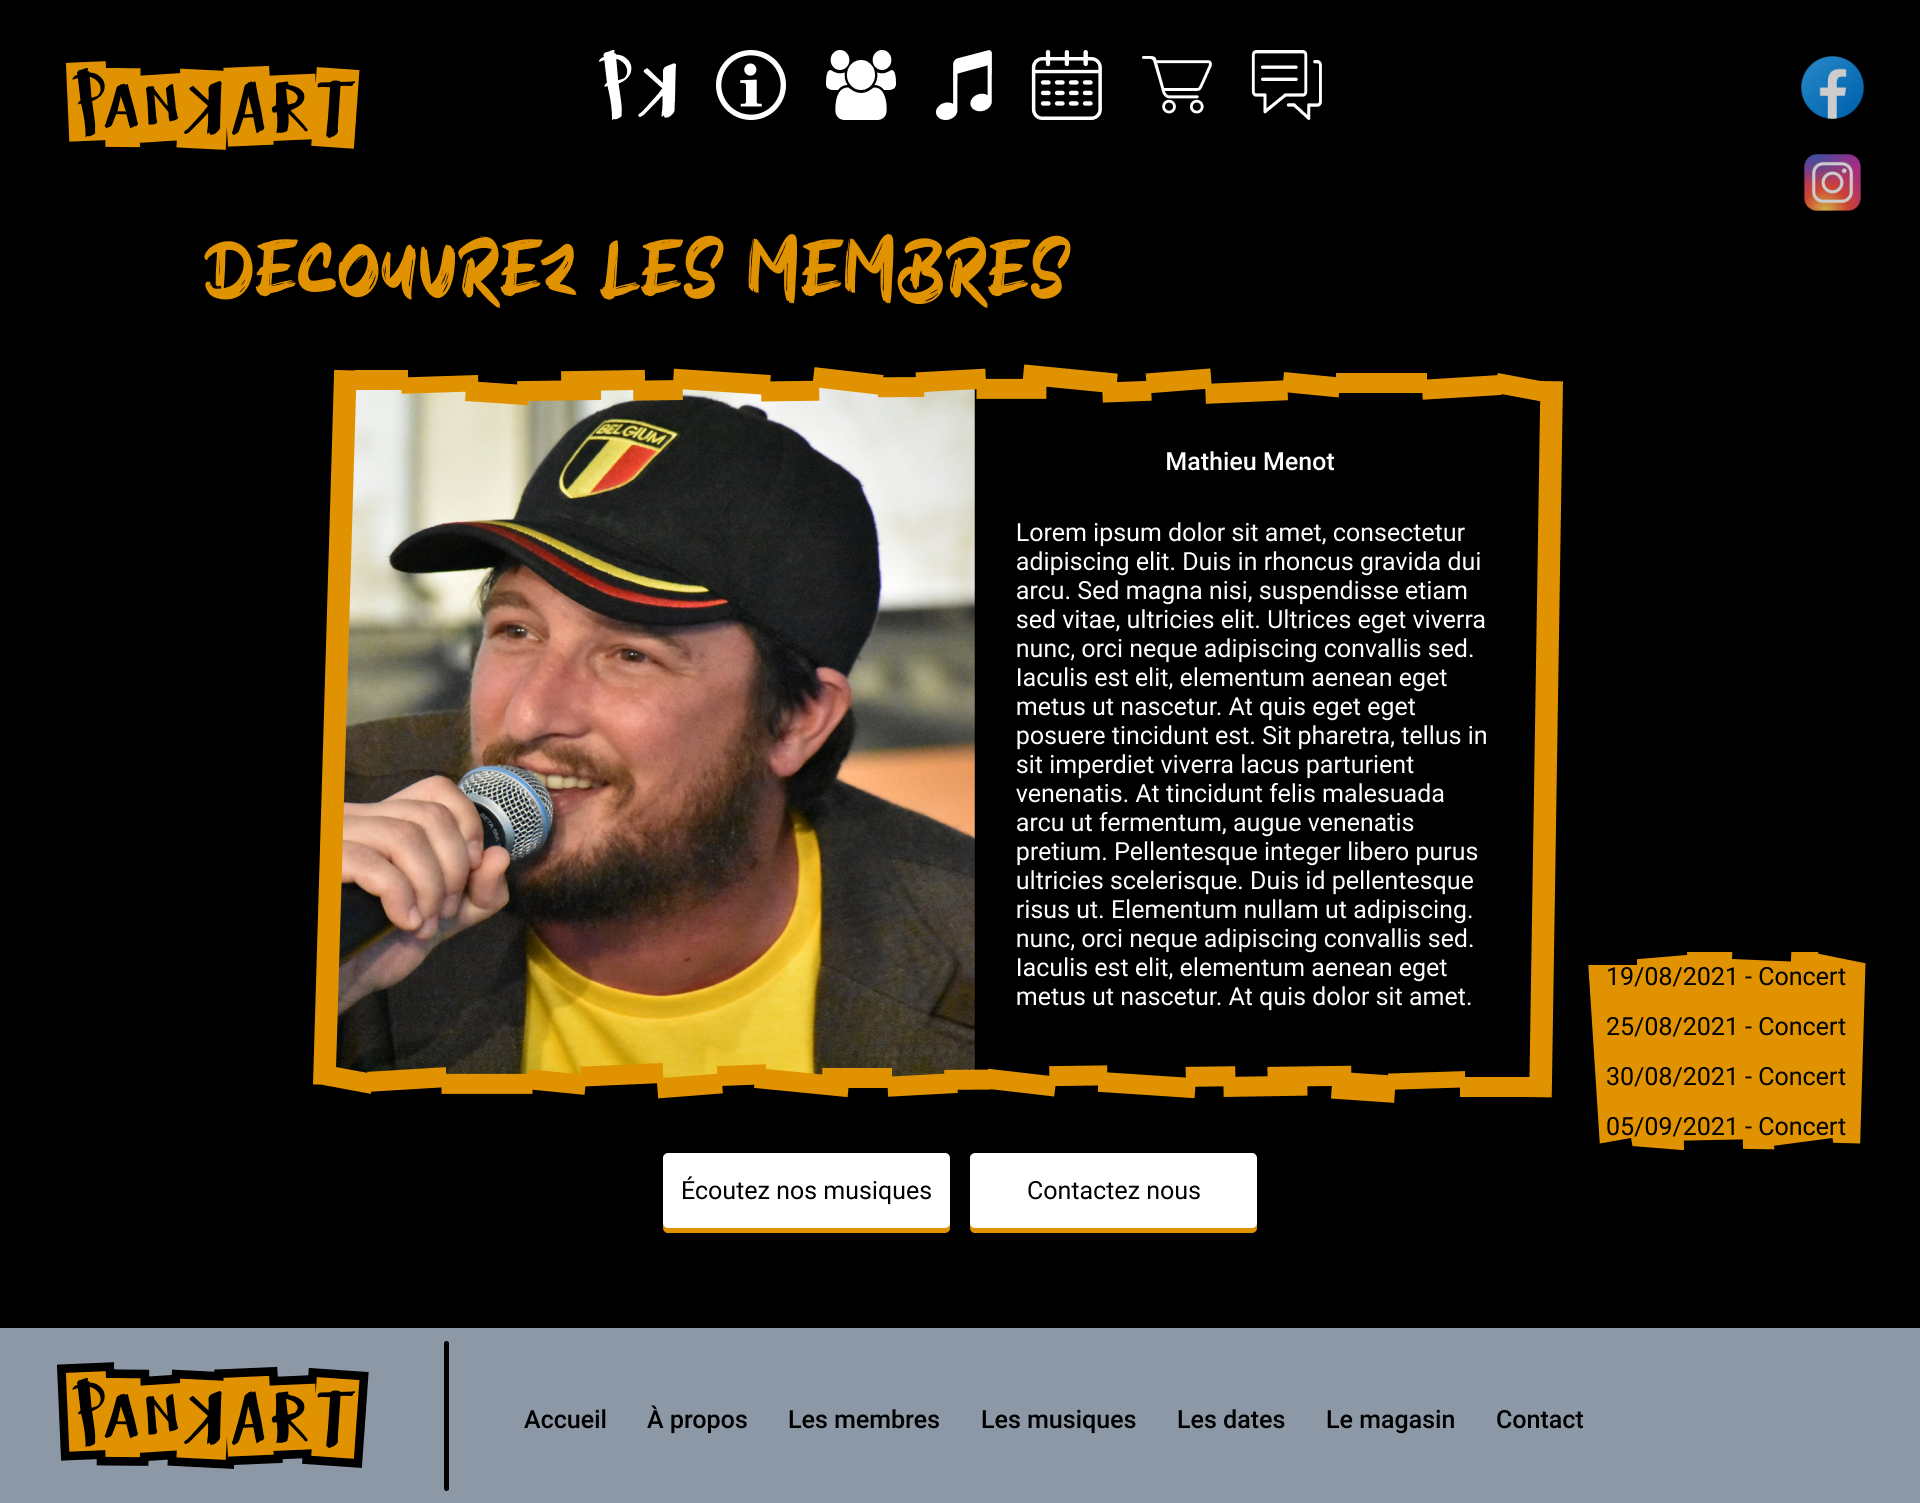 PANKART
PK
DECOUVREZ LES MEMBRES
BELGIUM
Mathieu Menot
Lorem ipsum dolor sit amet, consectetur
adipiscing elit. Duis in rhoncus gravida dui
arcu. Sed magna nisi, suspendisse etiam
sed vitae, ultricies elit. Ultrices eget viverra
nunc, orci neque adipiscing convallis sed.
Iaculis est elit, elementum aenean eget
metus ut nascetur. At quis eget eget
posuere tincidunt est. Sit pharetra, tellus in
sit imperdiet viverra lacus parturient
venenatis. At tincidunt felis malesuada
arcu ut fermentum, augue venenatis
pretium. Pellentesque integer libero purus
ultricies scelerisque. Duis id pellentesque
risus ut. Elementum nullam ut adipiscing.
nunc, orci neque adipiscing convallis sed.
Iaculis est elit, elementum aenean eget
metus ut nascetur. At quis dolor sit amet.
19/08/2021 - Concert
25/08/2021 - Concert
30/08/2021 - Concert
05/09/2021 - Concert
Écoutez nos musiques
Contactez nous
PANKART
Accueil À propos Les membres Les musiques Les dates Le magasin Contact